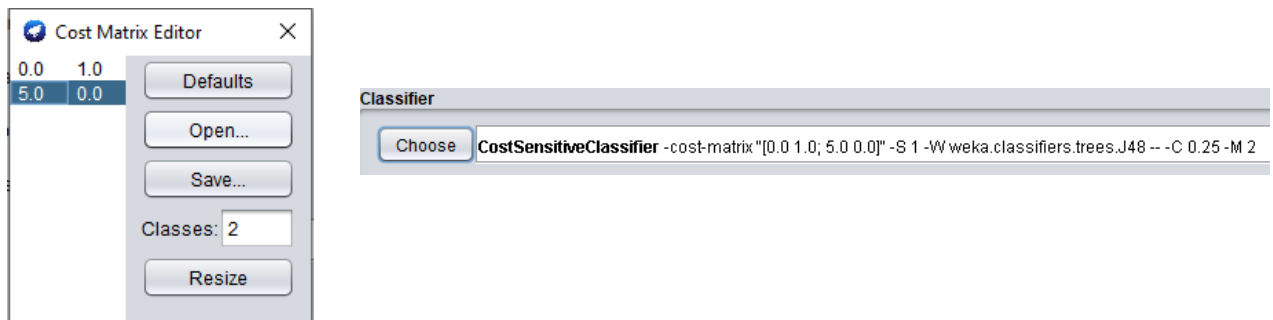 Cost Matrix Editor
0.0 1.0
5.0 0.0
Defaults
Open...
Save...
Classes: 2
Resize
Classifier
Choose CostSensitiveClassifier -cost-matrix "[0.0 1.0; 5.0 0.0]" -S 1 -W weka.classifiers.trees.J48 -- -C 0.25 -M 2